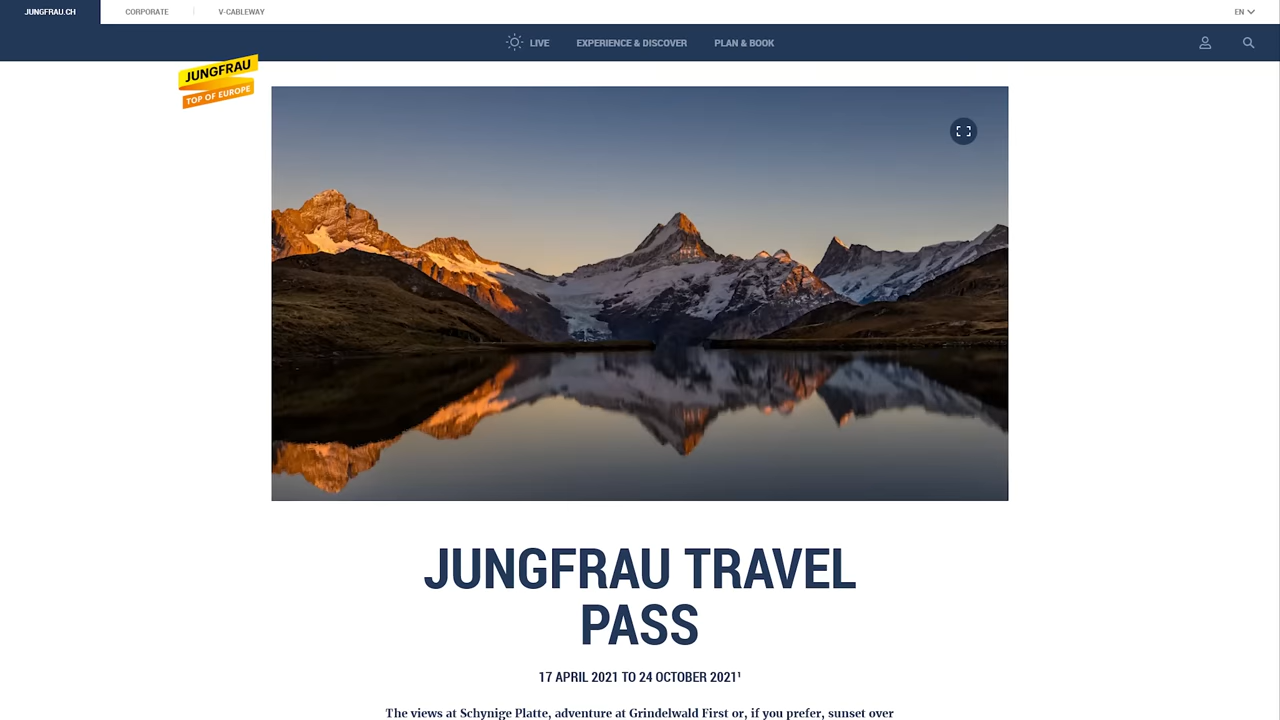 JUNGFRAU.CH
CORPORATE
V-CABLEWAY
EN
LIVE
EXPERIENCE & DISCOVER
PLAN & BOOK
JUNGFRAU
TOP OF EUROPE
JUNGFRAU TRAVEL
PASS
17 APRIL 2021 TO 24 OCTOBER 2021¹
The views at Schynige Platte, adventure at Grindelwald First or, if you prefer, sunset over